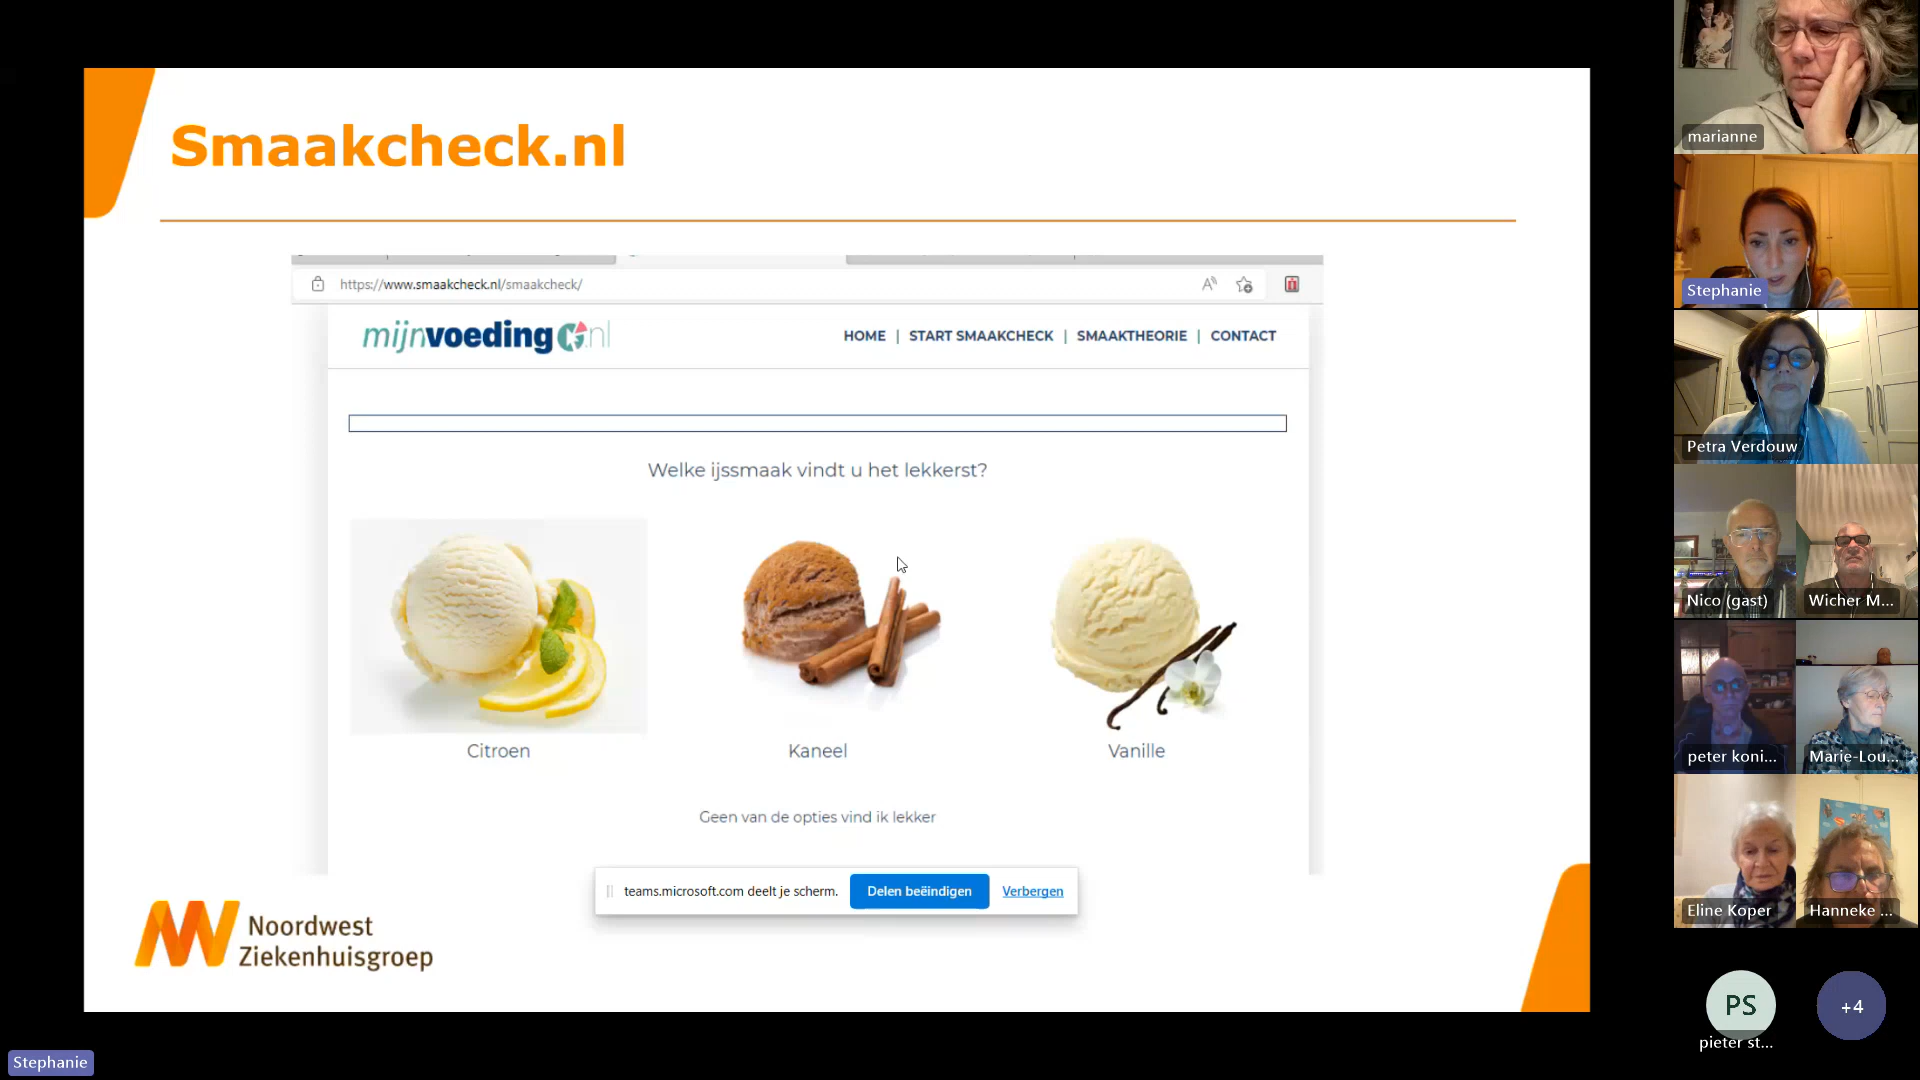 Smaakcheck.nl
https://www.smaakcheck.nl/smaakcheck/
mijnvoeding.nl
HOME | START SMAAKCHECK | SMAAKTHEORIE | CONTACT
Welke ijssmaak vindt u het lekkerst?
Citroen
Kaneel
Vanille
Geen van de opties vind ik lekker
teams.microsoft.com deelt je scherm.
Delen beëindigen
Verbergen
Noordwest
Ziekenhuisgroep
Stephanie
marianne
Stephanie
Petra Verdouw
Nico (gast)
Wicher M...
peter koni...
Marie-Lou...
Eline Koper
Hanneke ...
PS
pieter st...
+4